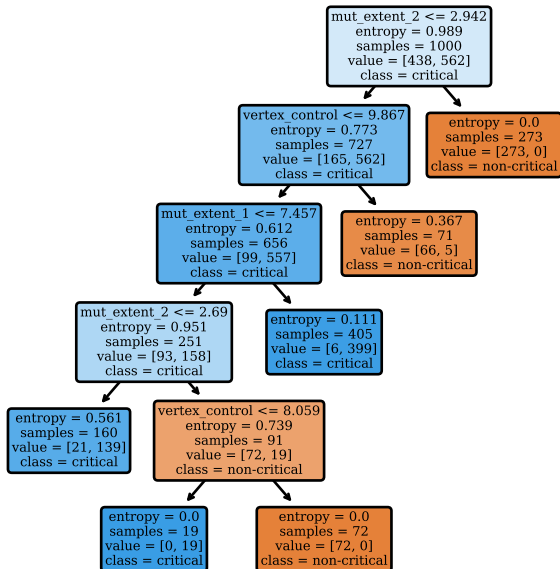 mut_extent_2 <= 2.942
entropy = 0.989
samples = 1000
value = [438, 562]
class = critical
vertex_control <= 9.867
entropy = 0.773
samples = 727
value = [165, 562]
class = critical
entropy = 0.0
samples = 273
value = [273, 0]
class = non-critical
mut_extent_1 <= 7.457
entropy = 0.612
samples = 656
value = [99, 557]
class = critical
entropy = 0.367
samples = 71
value = [66, 5]
class = non-critical
mut_extent_2 <= 2.69
entropy = 0.951
samples = 251
value = [93, 158]
class = critical
entropy = 0.111
samples = 405
value = [6, 399]
class = critical
entropy = 0.561
samples = 160
value = [21, 139]
class = critical
vertex_control <= 8.059
entropy = 0.739
samples = 91
value = [72, 19]
class = non-critical
entropy = 0.0
samples = 19
value = [0, 19]
class = critical
entropy = 0.0
samples = 72
value = [72, 0]
class = non-critical